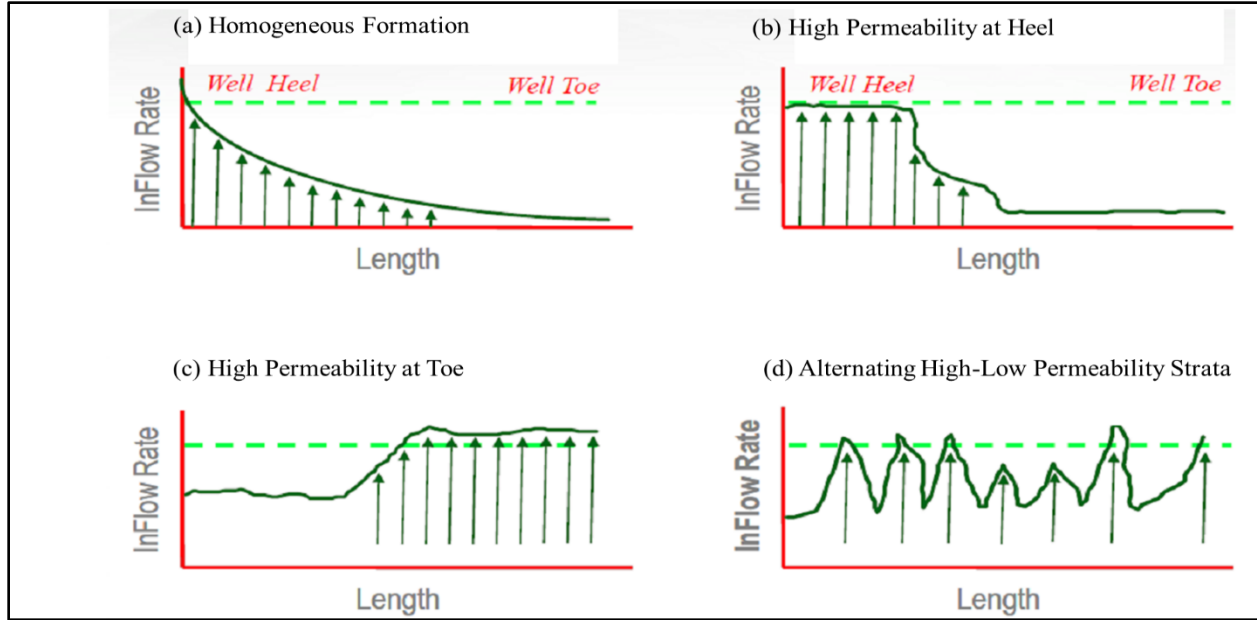 (a) Homogeneous Formation
Well Heel
Well Toe
InFlow Rate
Length
(b) High Permeability at Heel
Well Heel
Well Toe
InFlow Rate
Length
(c) High Permeability at Toe
InFlow Rate
Length
(d) Alternating High-Low Permeability Strata
InFlow Rate
Length